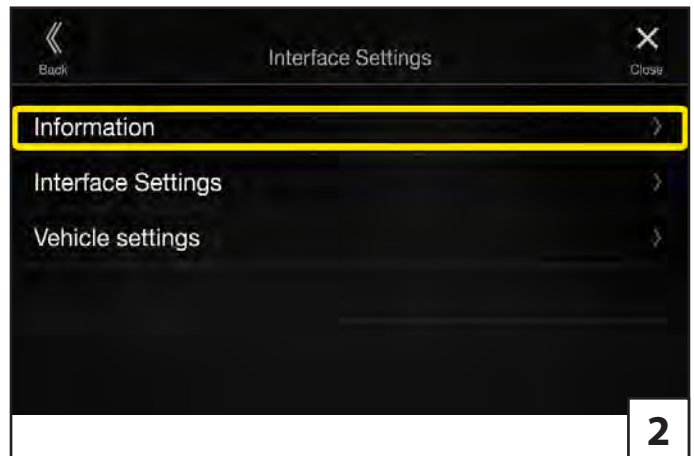 Back
Interface Settings
Close
Information
Interface Settings
Vehicle settings
2